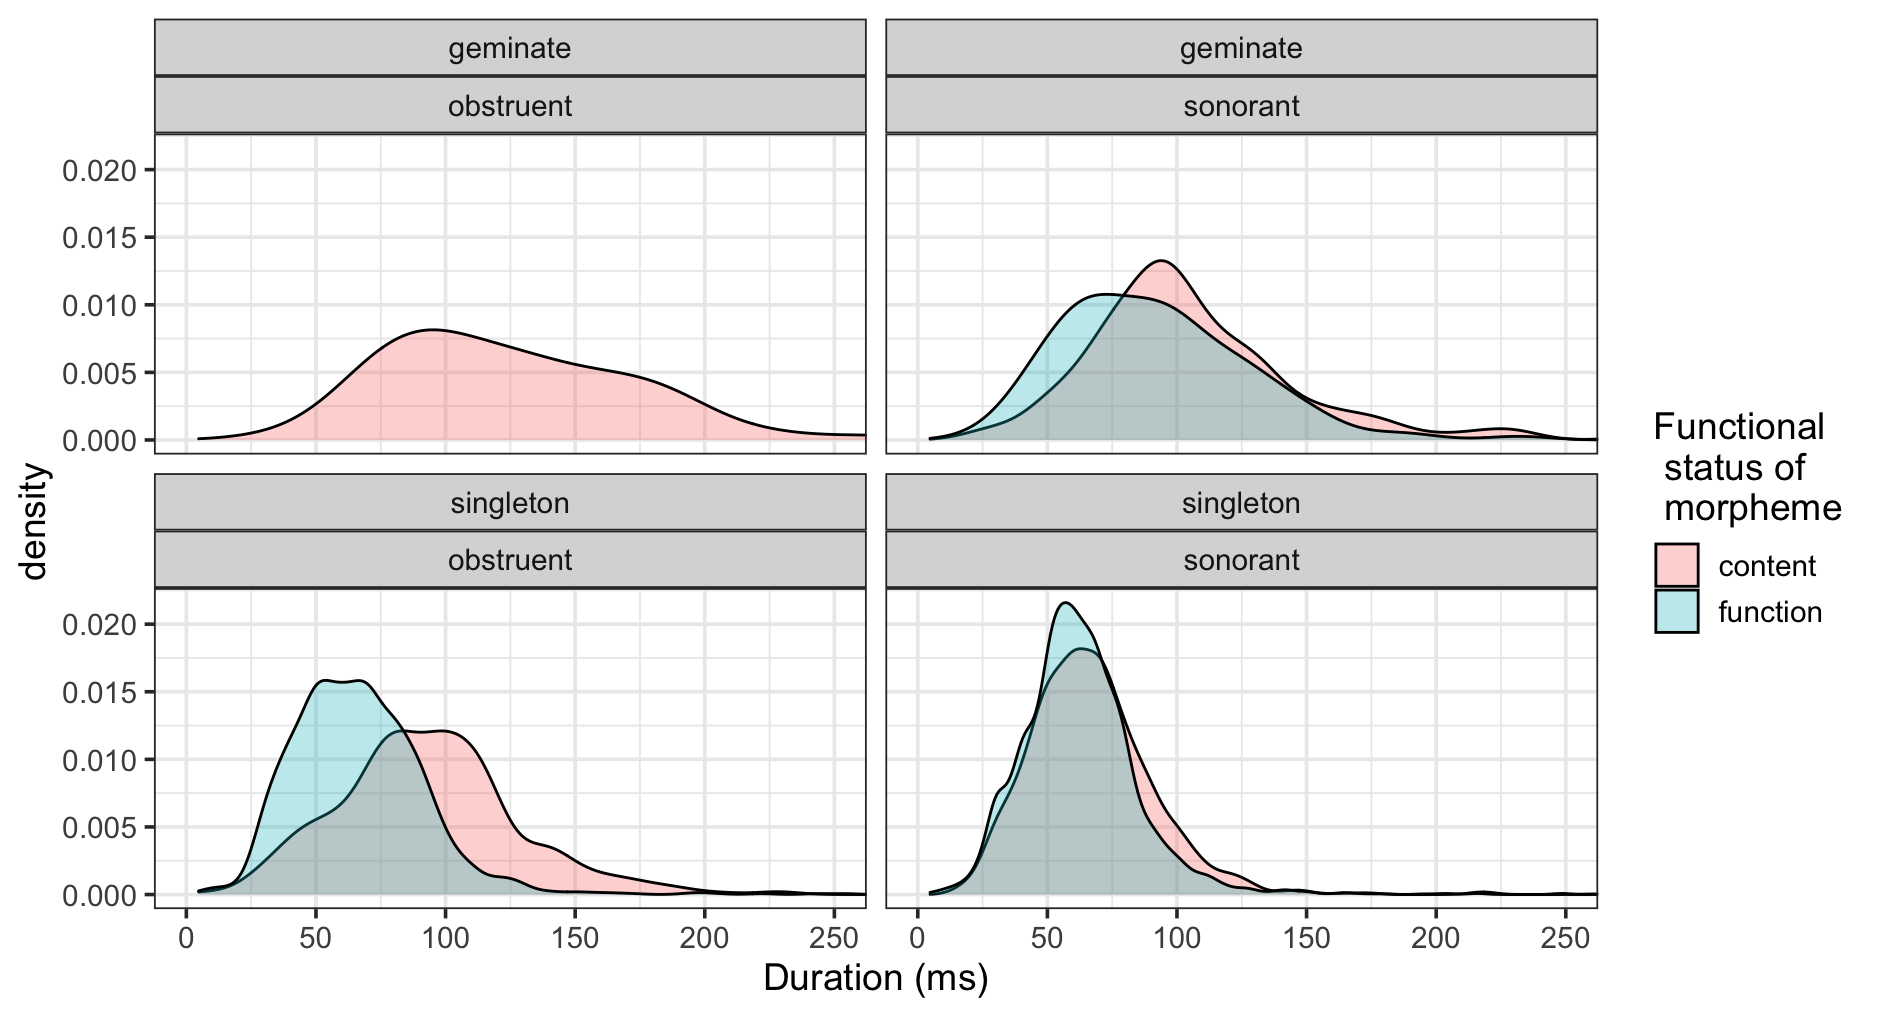 geminate
geminate
obstruent
sonorant
0.020
0.015
0.010
0.005
0.000
singleton
singleton
obstruent
sonorant
0.020
0.015
0.010
0.005
0.000
0 50 100 150 200 250
0 50 100 150 200 250
Duration (ms)
density
Functional
status of
morpheme
content
function